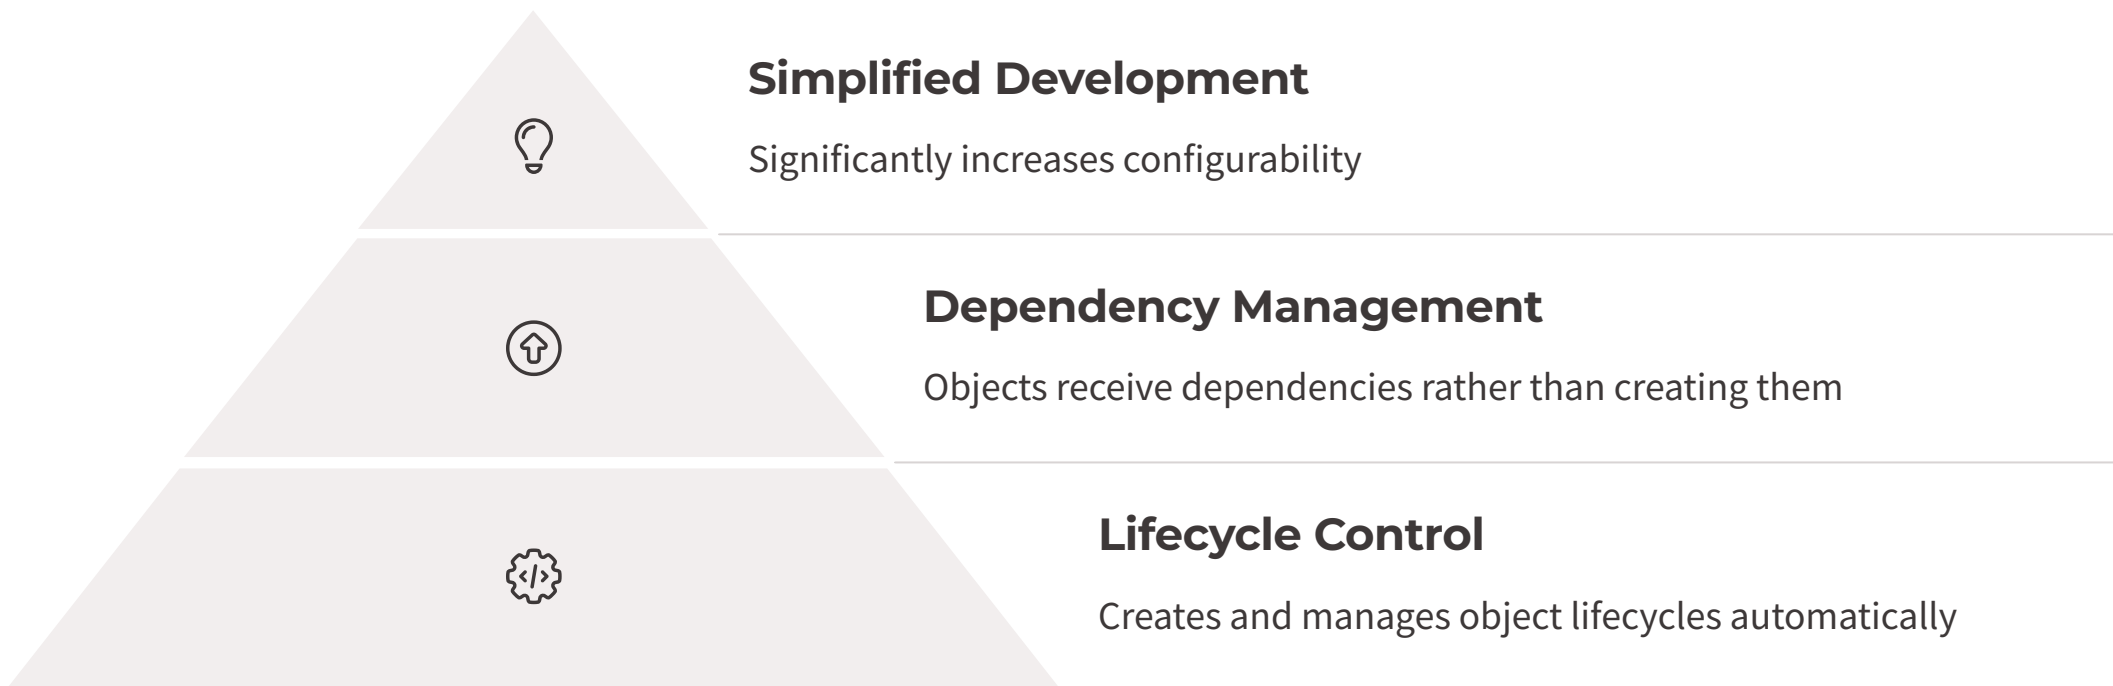 Simplified Development
Significantly increases configurability
Dependency Management
Objects receive dependencies rather than creating them
Lifecycle Control
Creates and manages object lifecycles automatically